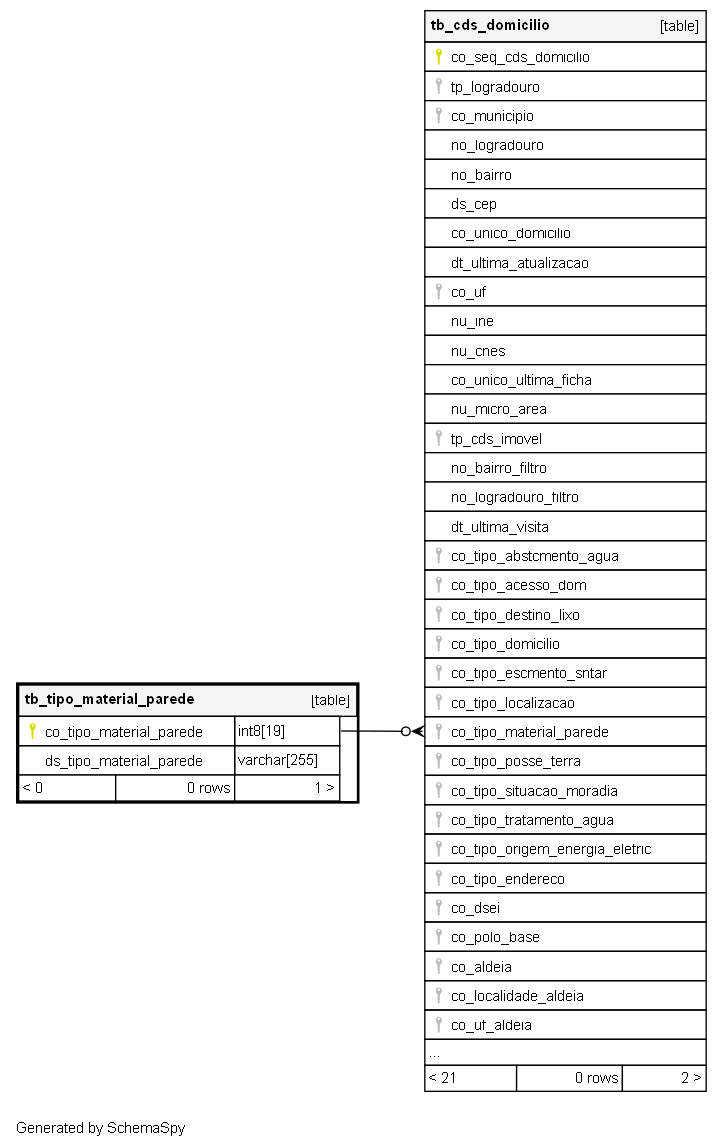 tb_cds_domicilio [table]
co_seq_cds_domicilio
tp_logradouro
co_municipio
no_logradouro
no_bairro
ds_cep
co_unico_domicilio
dt_ultima_atualizacao
co_uf
nu_ine
nu_cnes
co_unico_ultima_ficha
nu_micro_area
tp_cds_imovel
no_bairro_filtro
no_logradouro_filtro
dt_ultima_visita
co_tipo_abstcmento_agua
co_tipo_acesso_dom
co_tipo_destino_lixo
co_tipo_domicilio
co_tipo_escmento_sntar
co_tipo_localizacao
co_tipo_material_parede
co_tipo_posse_terra
co_tipo_situacao_moradia
co_tipo_tratamento_agua
co_tipo_origem_energia_eletric
co_tipo_endereco
co_dsei
co_polo_base
co_aldeia
co_localidade_aldeia
co_uf_aldeia
...
< 21 0 rows 2 >
tb_tipo_material_parede [table]
co_tipo_material_parede int8[19]
ds_tipo_material_parede varchar[255]
< 0 0 rows 1 >
Generated by SchemaSpy